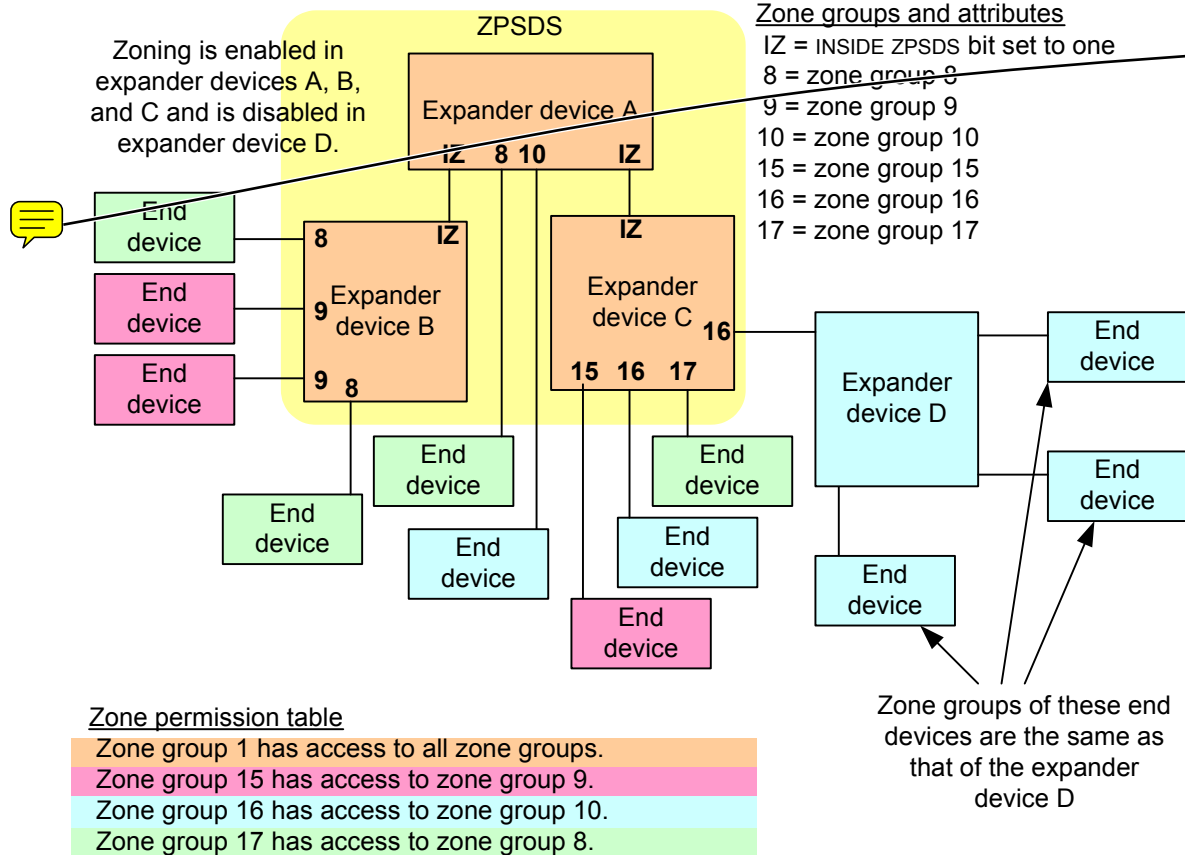 ZPSDS
Zoning is enabled in
expander devices A, B,
and C and is disabled in
expander device D.
Zone groups and attributes
IZ = INSIDE ZPSDS bit set to one
8 = zone group 8
9 = zone group 9
10 = zone group 10
15 = zone group 15
16 = zone group 16
17 = zone group 17
Expander device A
IZ 8 10 IZ
End
device
8
IZ
IZ
End
device
9
Expander
device B
Expander
device C
16
End
device
9
8
15 16 17
Expander
device D
End
device
End
device
End
device
End
device
End
device
End
device
End
device
End
device
End
device
Zone groups of these end
devices are the same as
that of the expander
device D
Zone permission table
Zone group 1 has access to all zone groups.
Zone group 15 has access to zone group 9.
Zone group 16 has access to zone group 10.
Zone group 17 has access to zone group 8.